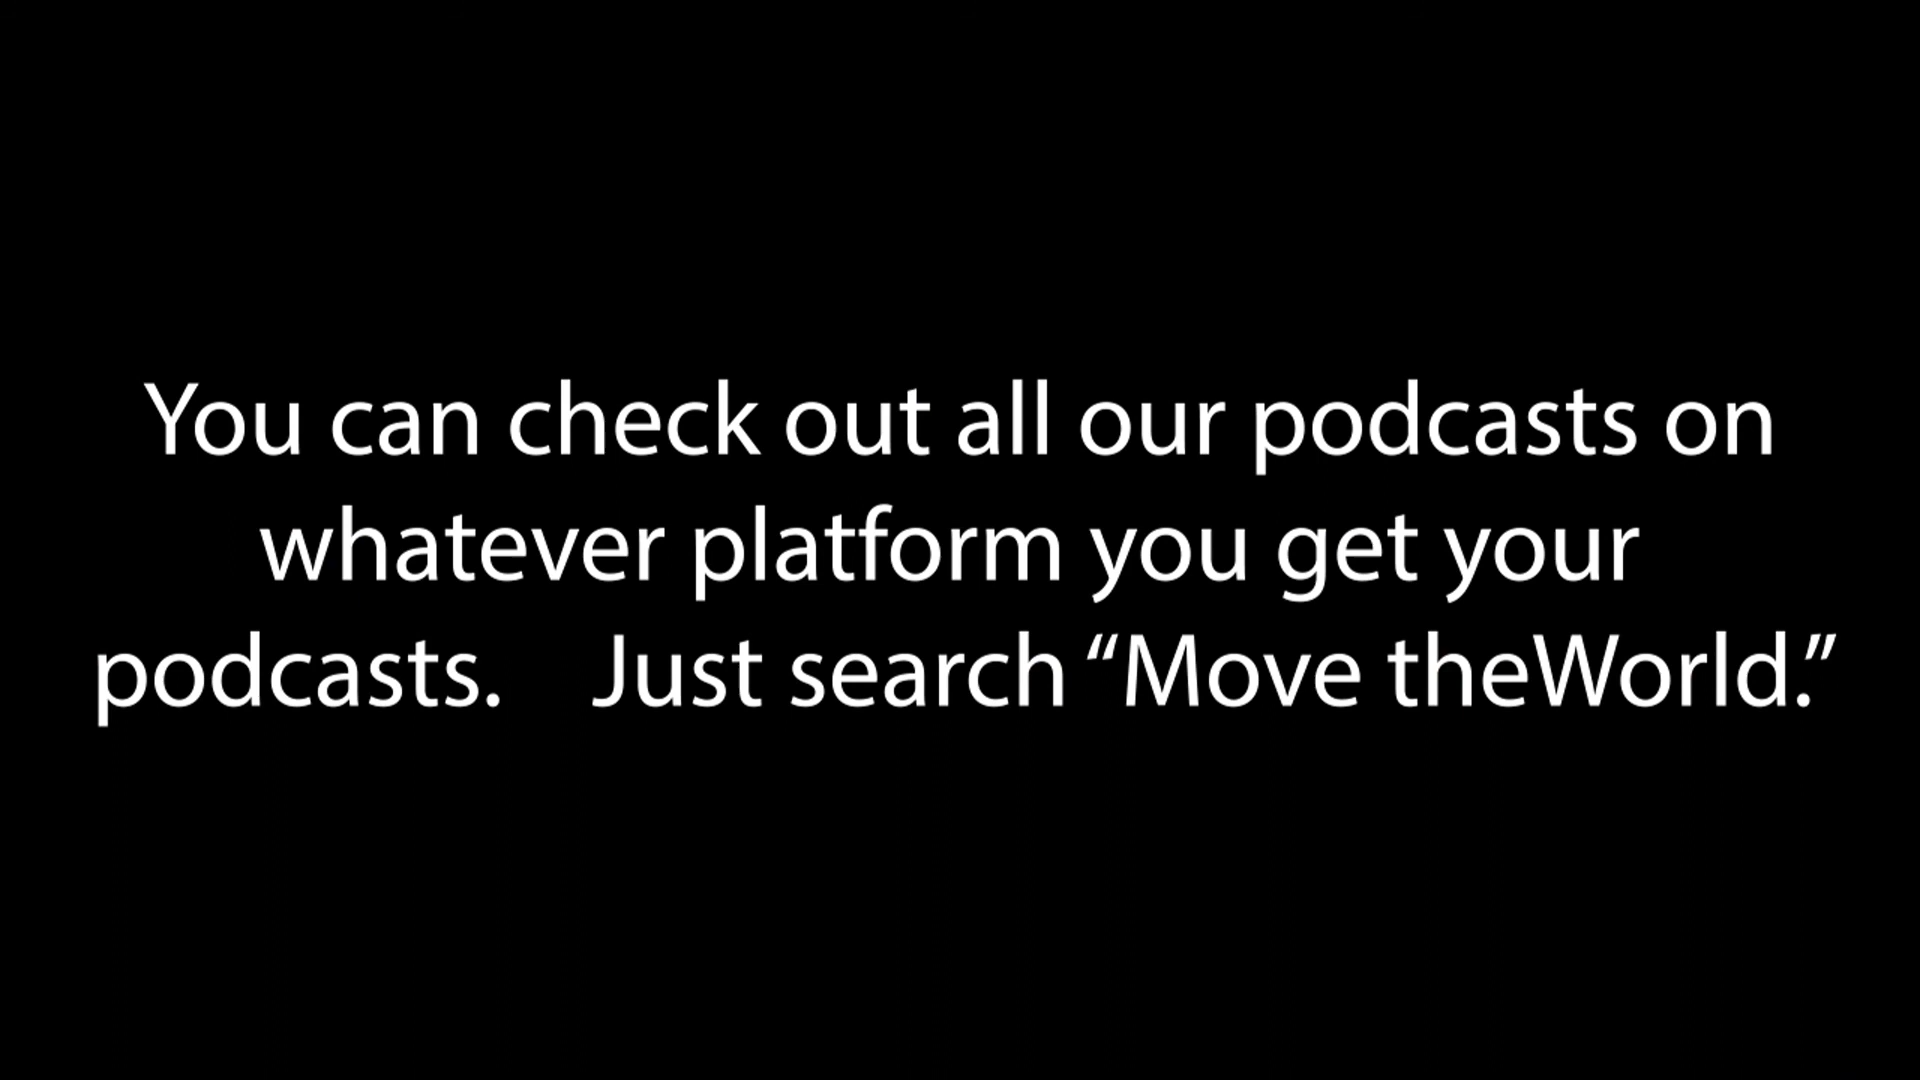 You can check out all our podcasts on
whatever platform you get your
podcasts.    Just search “Move theWorld.”